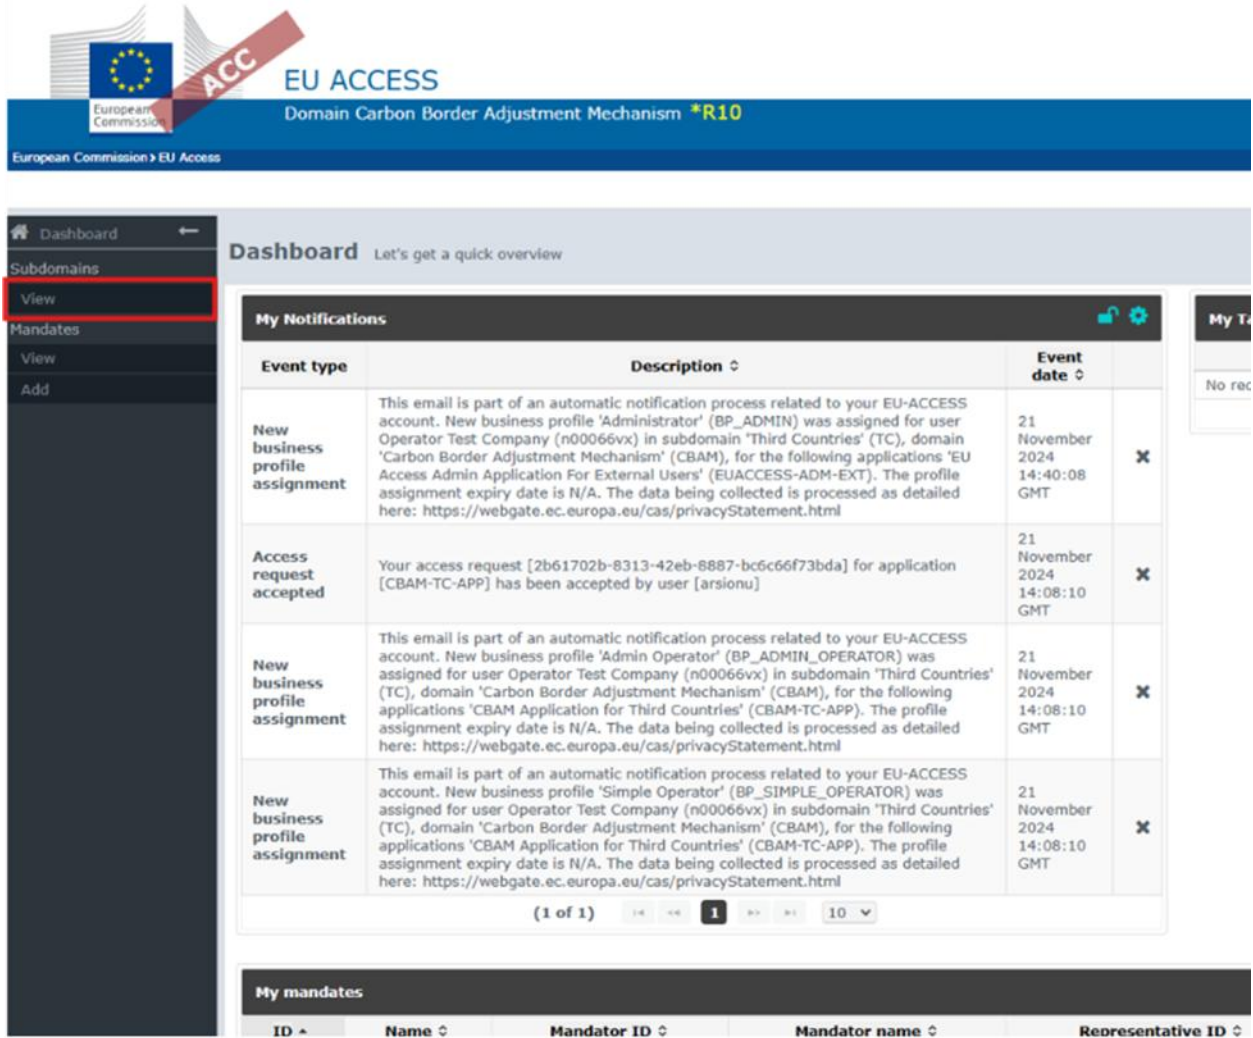 ACC
European
Commission
EU ACCESS
Domain Carbon Border Adjustment Mechanism *R10
European Commission › EU Access
Dashboard
Subdomains
View
Mandates
View
Add
Dashboard Let's get a quick overview
My Notifications
My Ta
Event type Description Event date
No rec
New business profile assignment
This email is part of an automatic notification process related to your EU-ACCESS
account. New business profile 'Administrator' (BP_ADMIN) was assigned for user
Operator Test Company (n00066vx) in subdomain 'Third Countries' (TC), domain
'Carbon Border Adjustment Mechanism' (CBAM), for the following applications 'EU
Access Admin Application For External Users' (EUACCESS-ADM-EXT). The profile
assignment expiry date is N/A. The data being collected is processed as detailed
here: https://webgate.ec.europa.eu/cas/privacyStatement.html
21 November 2024 14:40:08 GMT
Access request accepted
Your access request [2b61702b-8313-42eb-8887-bc6c66f73bda] for application
[CBAM-TC-APP] has been accepted by user [arsionu]
21 November 2024 14:08:10 GMT
New business profile assignment
This email is part of an automatic notification process related to your EU-ACCESS
account. New business profile 'Admin Operator' (BP_ADMIN_OPERATOR) was
assigned for user Operator Test Company (n00066vx) in subdomain 'Third Countries'
(TC), domain 'Carbon Border Adjustment Mechanism' (CBAM), for the following
applications 'CBAM Application for Third Countries' (CBAM-TC-APP). The profile
assignment expiry date is N/A. The data being collected is processed as detailed
here: https://webgate.ec.europa.eu/cas/privacyStatement.html
21 November 2024 14:08:10 GMT
New business profile assignment
This email is part of an automatic notification process related to your EU-ACCESS
account. New business profile 'Simple Operator' (BP_SIMPLE_OPERATOR) was
assigned for user Operator Test Company (n00066vx) in subdomain 'Third Countries'
(TC), domain 'Carbon Border Adjustment Mechanism' (CBAM), for the following
applications 'CBAM Application for Third Countries' (CBAM-TC-APP). The profile
assignment expiry date is N/A. The data being collected is processed as detailed
here: https://webgate.ec.europa.eu/cas/privacyStatement.html
21 November 2024 14:08:10 GMT
(1 of 1) 1 10
My mandates
ID Name Mandator ID Mandator name Representative ID